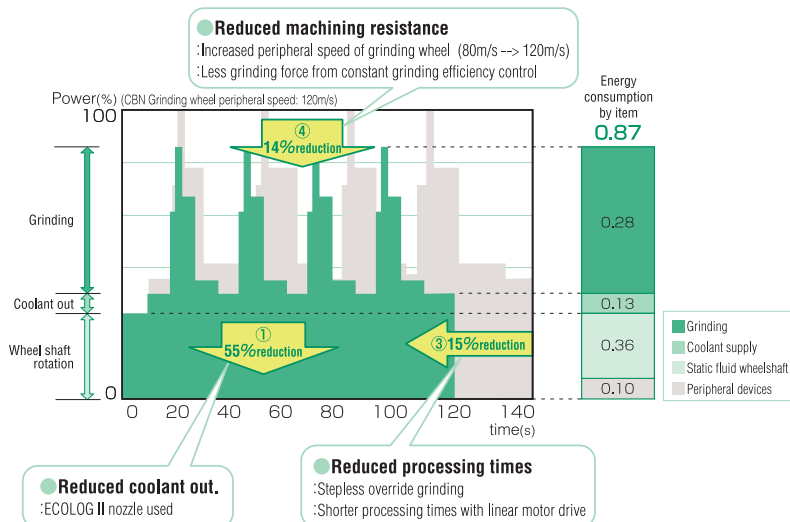 Reduced machining resistance
:Increased peripheral speed of grinding wheel (80m/s --> 120m/s)
:Less grinding force from constant grinding efficiency control
Power(%) (CBN Grinding wheel peripheral speed: 120m/s)
Energy
consumption
by item
0.87
100
④
14%reduction
Grinding
0.28
Coolant out
0.13
Wheel shaft
rotation
①
55%reduction
③15%reduction
0.36
0.10
Grinding
Coolant supply
Static fluid wheelshaft
Peripheral devices
0
0 20 40 60 80 100 120 140
time(s)
Reduced coolant out.
:ECOLOG II nozzle used
Reduced processing times
:Stepless override grinding
:Shorter processing times with linear motor drive